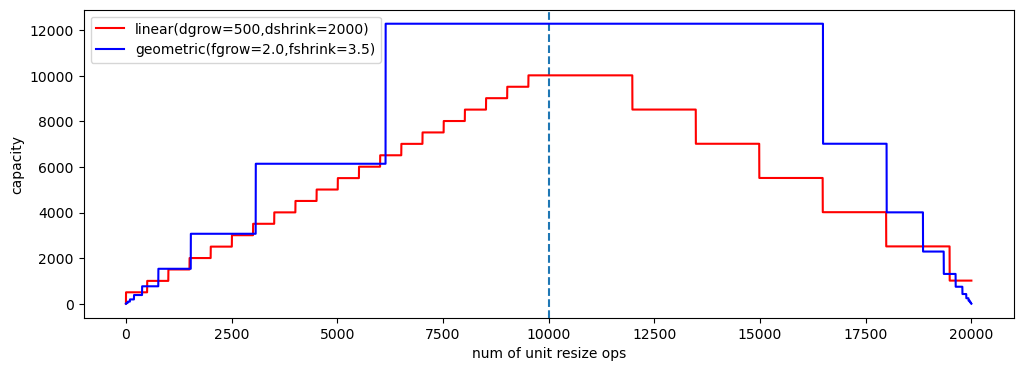 linear(dgrow=500,dshrink=2000)
geometric(fgrow=2.0,fshrink=3.5)
12000
10000
8000
6000
4000
2000
0
capacity
0 2500 5000 7500 10000 12500 15000 17500 20000
num of unit resize ops